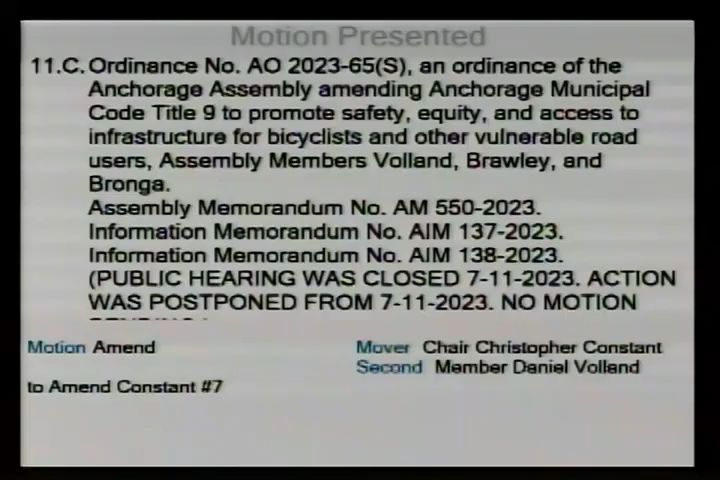 Motion Presented
11.C. Ordinance No. AO 2023-65(S), an ordinance of the
Anchorage Assembly amending Anchorage Municipal
Code Title 9 to promote safety, equity, and access to
infrastructure for bicyclists and other vulnerable road
users, Assembly Members Volland, Brawley, and
Bronga.
Assembly Memorandum No. AM 550-2023.
Information Memorandum No. AIM 137-2023.
Information Memorandum No. AIM 138-2023.
(PUBLIC HEARING WAS CLOSED 7-11-2023. ACTION
WAS POSTPONED FROM 7-11-2023. NO MOTION
Motion Amend
Mover Chair Christopher Constant
Second Member Daniel Volland
to Amend Constant #7